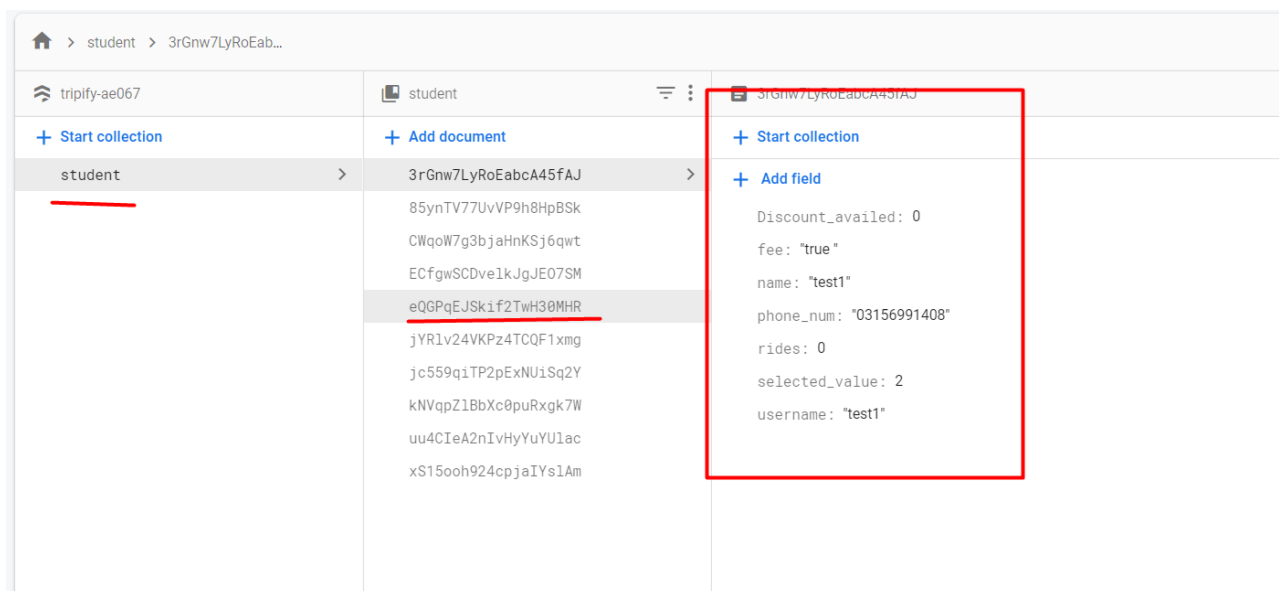 student > 3rGnw7LyRoEab...
tripify-ae067
student
3rGnw7LyRoEabcA45fAJ
+ Start collection
+ Add document
+ Start collection
student
3rGnw7LyRoEabcA45fAJ
+ Add field
85ynTV77UvVP9h8HpBSk
Discount_availed: 0
CWqoW7g3bjaHnKSj6qwt
fee: "true "
ECfgwSCDvelkJgJEO7SM
name: "test1"
eQGPqEJSkif2TwH30MHR
phone_num: "03156991408"
jYRlv24VKPz4TCQF1xmg
rides: 0
jc559qiTP2pExNUiSq2Y
selected_value: 2
kNVqpZlBbXc0puRxgk7W
username: "test1"
uu4CIeA2nIvHyYuYUlac
xS15ooh924cpjaIYslAm